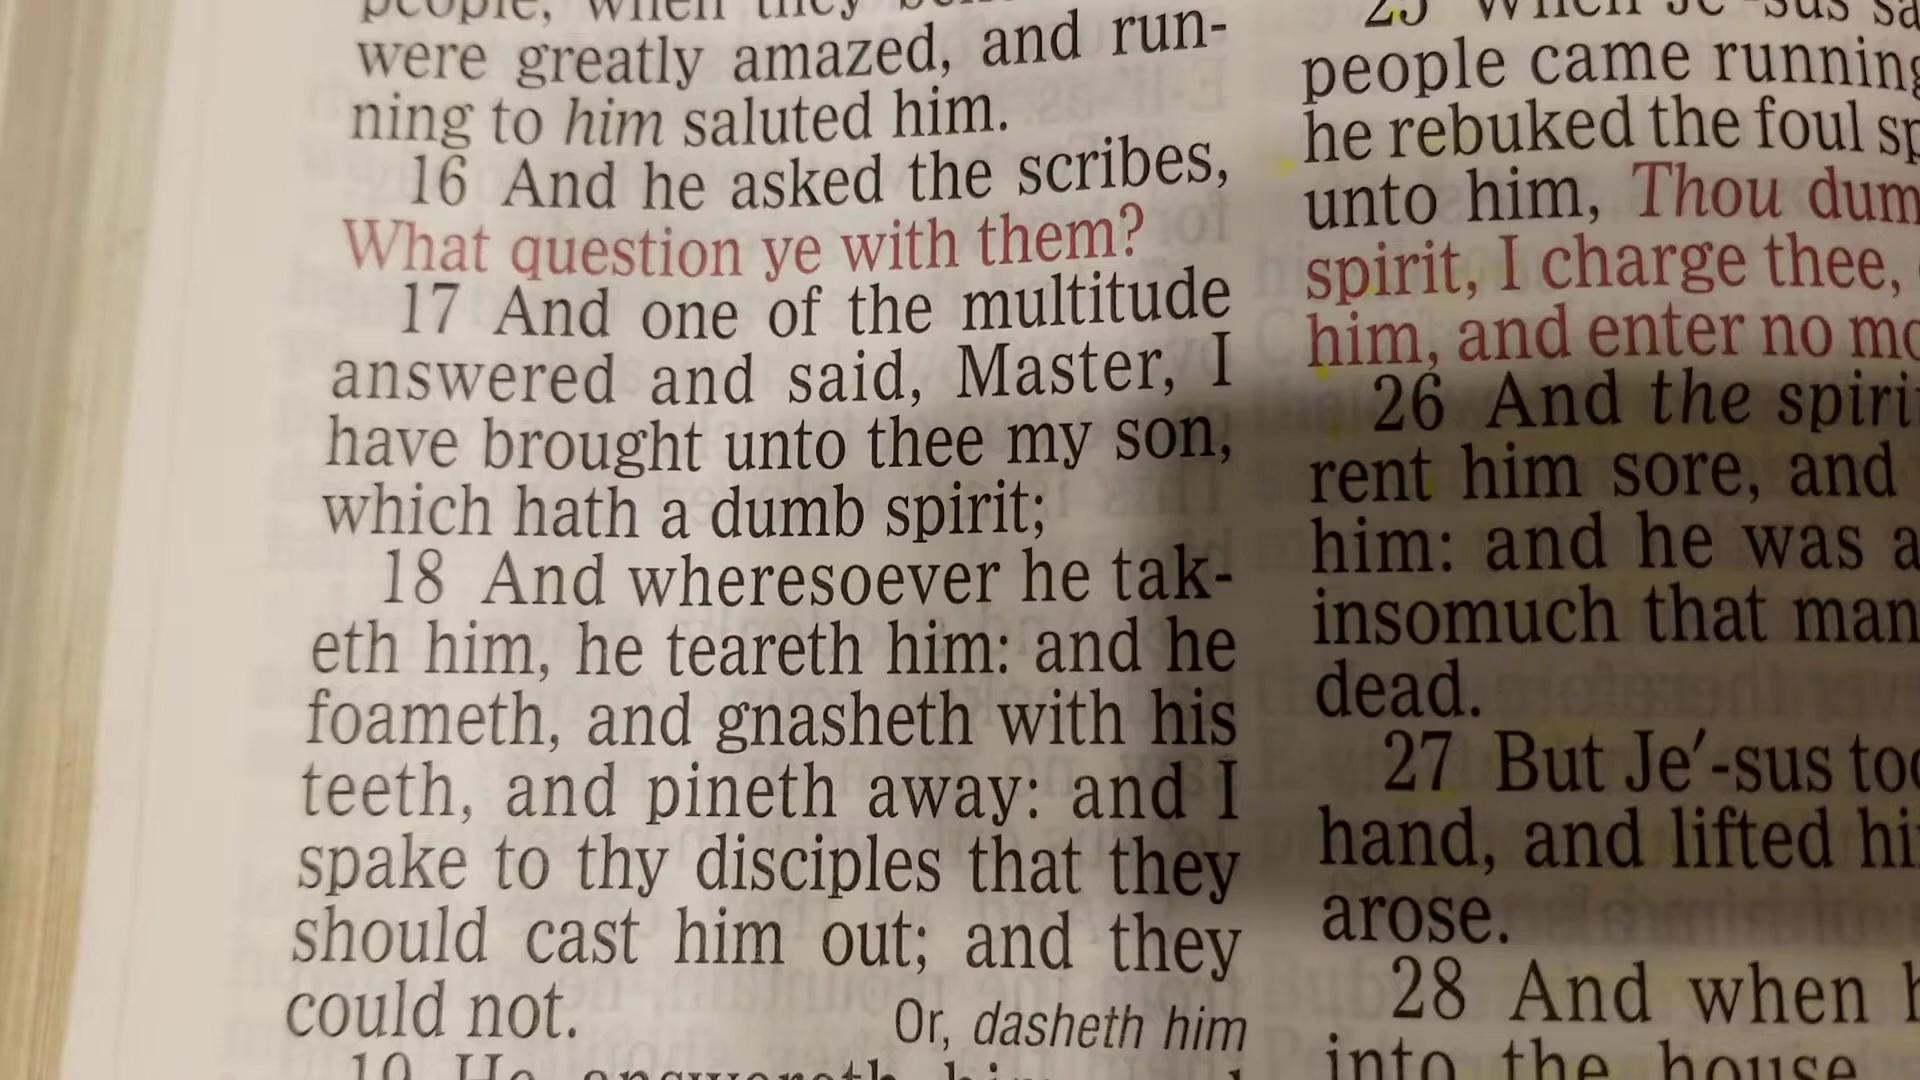 were greatly amazed, and run-
ning to him saluted him.
16 And he asked the scribes,
What question ye with them?
17 And one of the multitude
answered and said, Master, I
have brought unto thee my son,
which hath a dumb spirit;
18 And wheresoever he tak-
eth him, he teareth him: and he
foameth, and gnasheth with his
teeth, and pineth away: and I
spake to thy disciples that they
should cast him out; and they
could not.
Or, dasheth him
people came running
he rebuked the foul
unto him, Thou
spirit, I charge thee,
him, and enter no
26 And the
rent him sore, and
him: and he was
insomuch that
dead.
27 But Je′-sus
hand, and lifted
arose.
28 And when
into the house